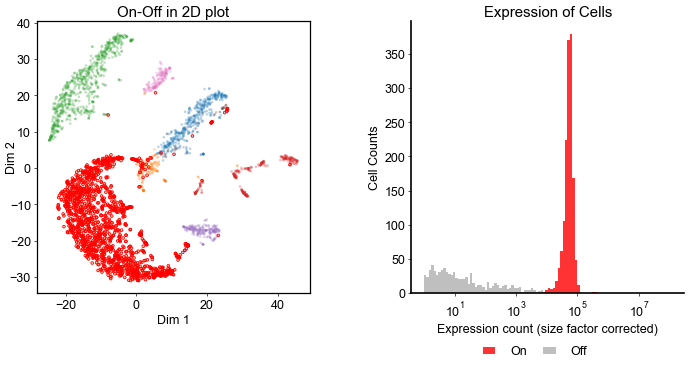 On-Off in 2D plot
40
30
20
10
0
−10
−20
−30
Dim 2
−20 0 20 40
Dim 1
Expression of Cells
350
300
250
200
150
100
50
0
Cell Counts
10^1 10^3 10^5 10^7
Expression count (size factor corrected)
On Off